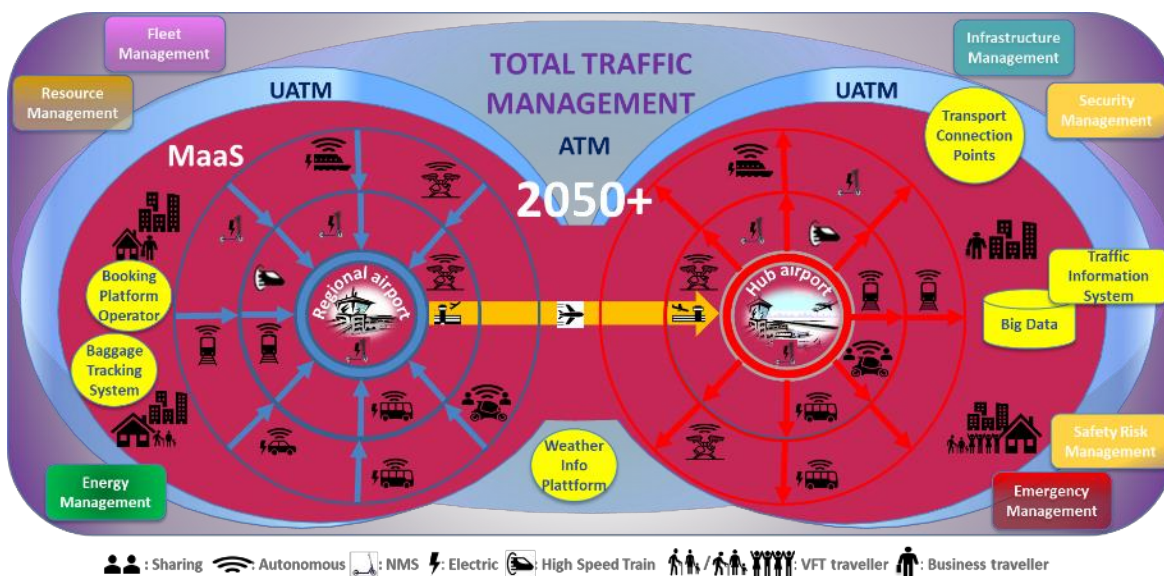 Fleet
Management
Resource
Management
TOTAL TRAFFIC
MANAGEMENT
UATM
ATM
UATM
2050+
Infrastructure
Management
Security
Management
Transport
Connection
Points
MaaS
Booking
Platform
Operator
Baggage
Tracking
System
Regional airport
Hub airport
Traffic
Information
System
Big Data
Weather
Info
Plattform
Energy
Management
Safety Risk
Management
Emergency
Management
: Sharing : Autonomous : NMS : Electric : High Speed Train / : VFT traveller : Business traveller